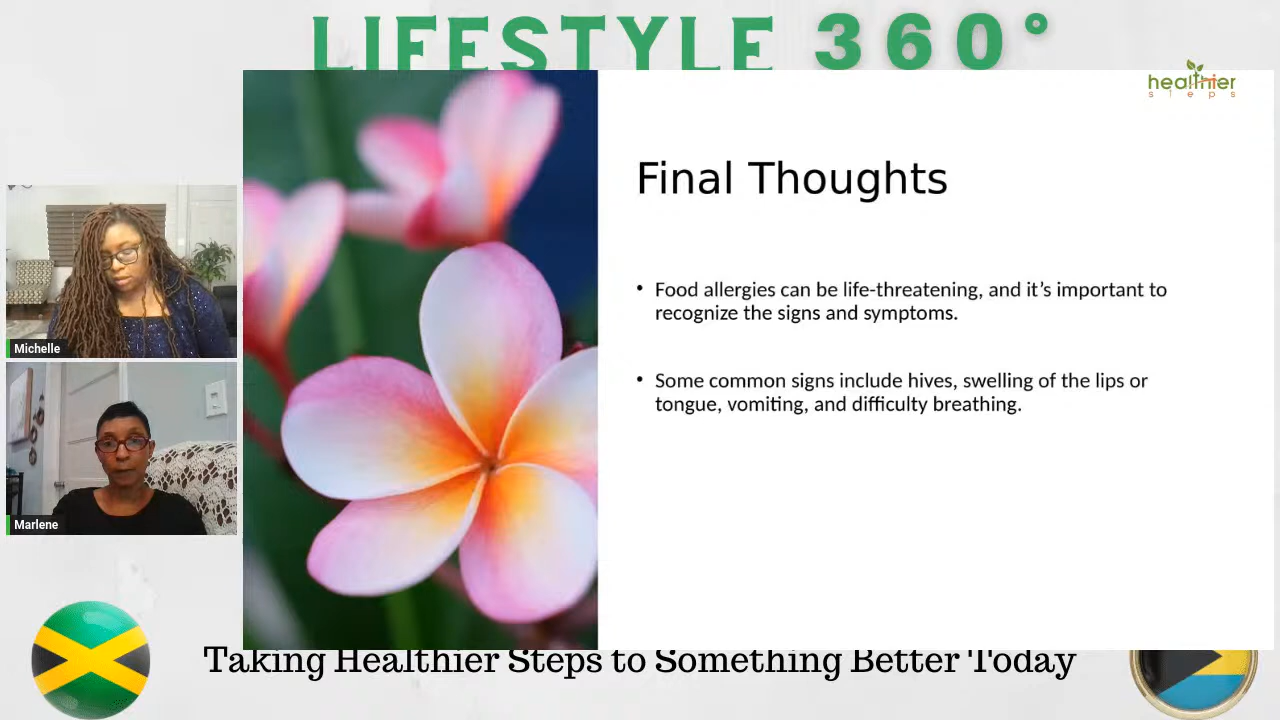 LIFESTYLE 360°
healthier
steps
Final Thoughts
• Food allergies can be life-threatening, and it’s important to
recognize the signs and symptoms.
• Some common signs include hives, swelling of the lips or
tongue, vomiting, and difficulty breathing.
Michelle
Marlene
Taking Healthier Steps to Something Better Today